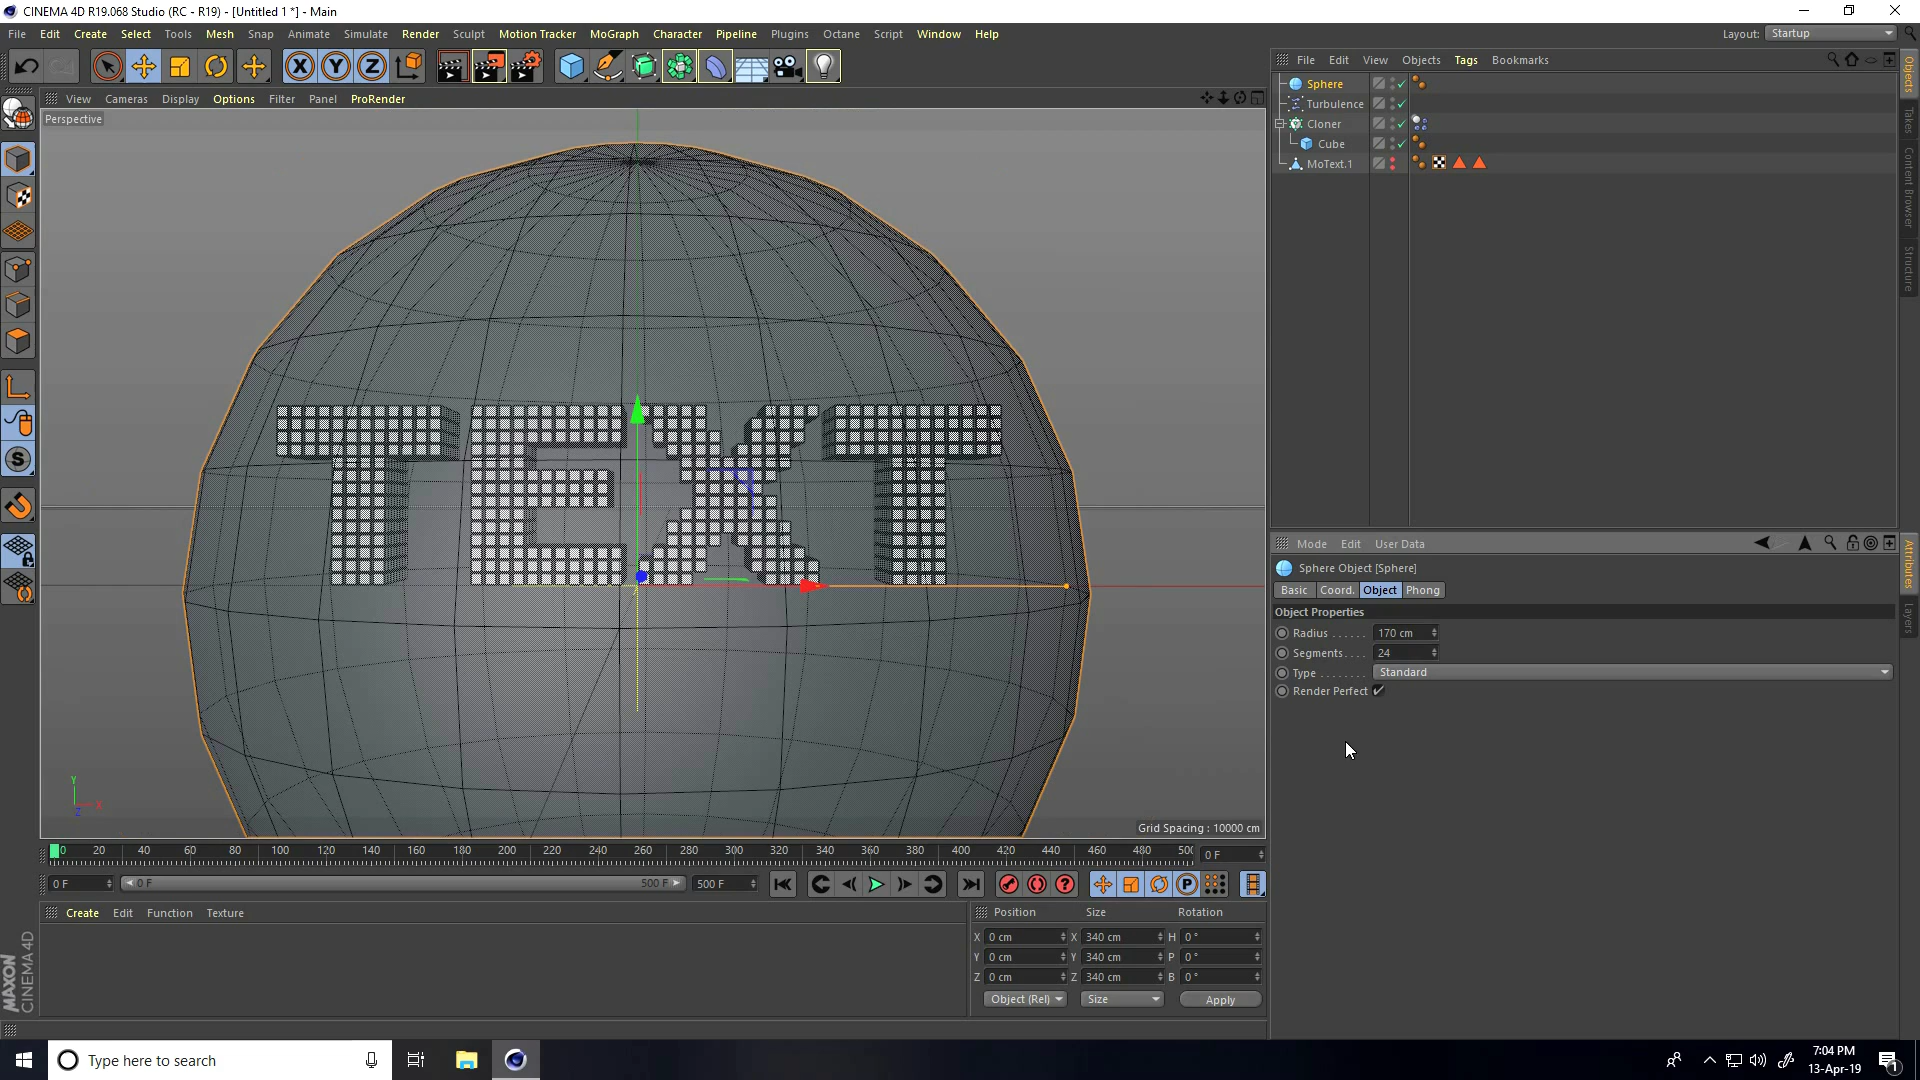 CINEMA 4D R19.068 Studio (RC - R19) - [Untitled 1 *] - Main
File Edit Create Select Tools Mesh Snap Animate Simulate Render Sculpt Motion Tracker MoGraph Character Pipeline Plugins Octane Script Window Help
Layout: Startup
X Y Z
View Cameras Display Options Filter Panel ProRender
Perspective
TEXT
Y
X
Z
Grid Spacing : 10000 cm
File Edit View Objects Tags Bookmarks
Sphere
Turbulence
Cloner
Cube
MoText.1
Objects
Takes
Content Browser
Structure
Mode Edit User Data
Sphere Object [Sphere]
Basic Coord. Object Phong
Object Properties
Radius . . . . . . 170 cm
Segments. . . . 24
Type . . . . . . . . Standard
Render Perfect
Attributes
Layers
0 20 40 60 80 100 120 140 160 180 200 220 240 260 280 300 320 340 360 380 400 420 440 460 480 500
0 F
0 F 0 F 500 F 500 F
P
S
Create Edit Function Texture
Position Size Rotation
X 0 cm X 340 cm H 0 °
Y 0 cm Y 340 cm P 0 °
Z 0 cm Z 340 cm B 0 °
Object (Rel) Size Apply
MAXON
CINEMA 4D
Type here to search
7:04 PM
13-Apr-19
1